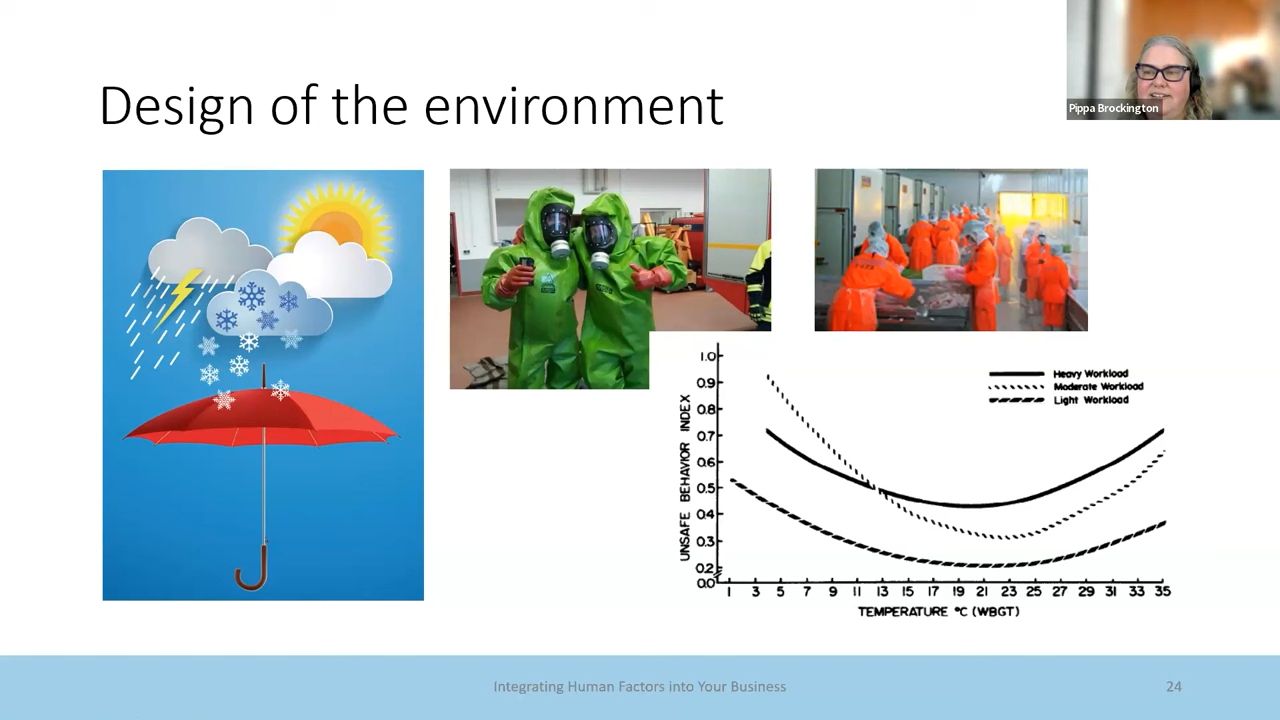 Design of the environment
Pippa Brockington
1.0
0.9
0.8
0.7
0.6
0.5
0.4
0.3
0.2
0.0
UNSAFE BEHAVIOR INDEX
Heavy Workload
Moderate Workload
Light Workload
1 3 5 7 9 11 13 15 17 19 21 23 25 27 29 31 33 35
TEMPERATURE °C (WBGT)
Integrating Human Factors into Your Business
24